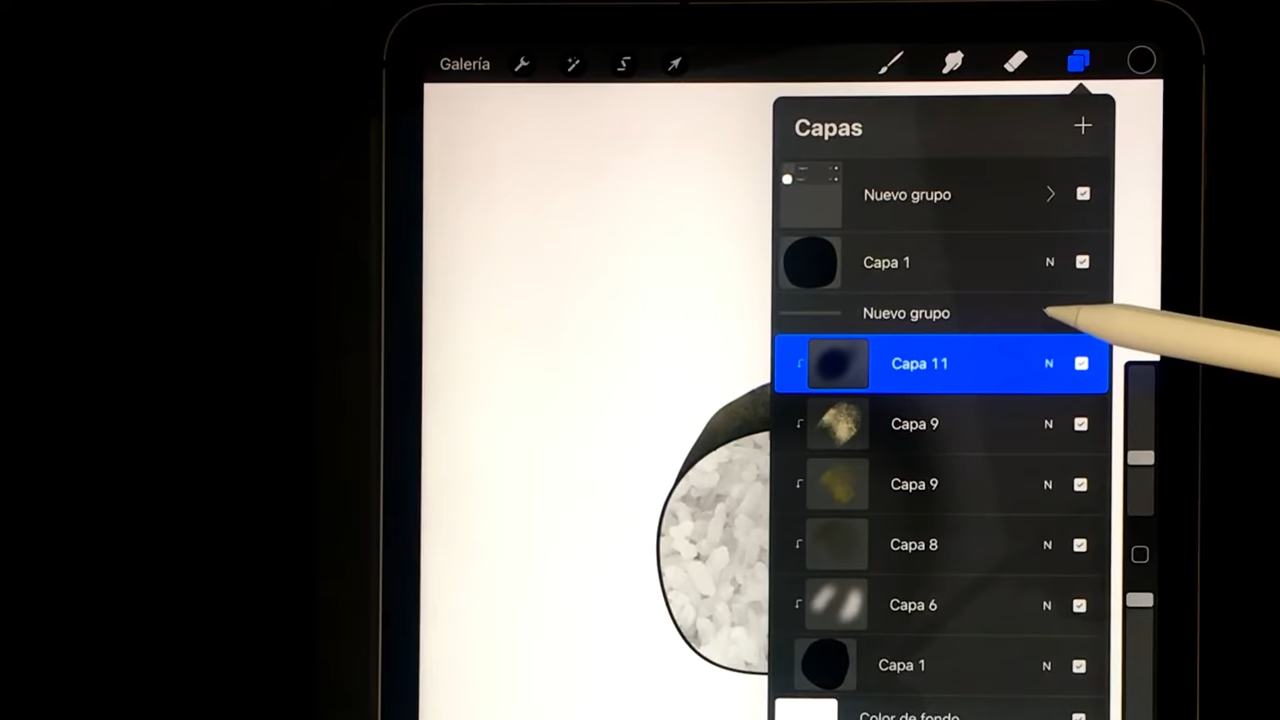 Galería
Capas
Nuevo grupo
Capa 1 N
Nuevo grupo
Capa 11 N
Capa 9 N
Capa 9 N
Capa 8 N
Capa 6 N
Capa 1 N
Color de fondo